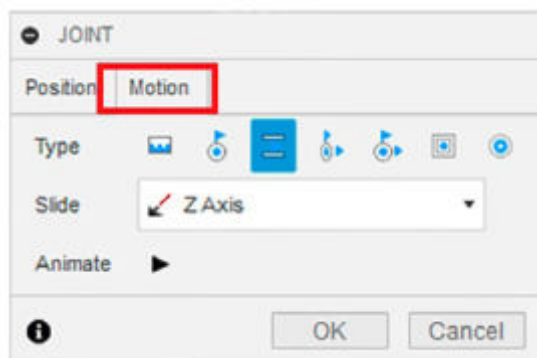 JOINT
Position Motion
Type
Slide Z Axis
Animate
OK Cancel